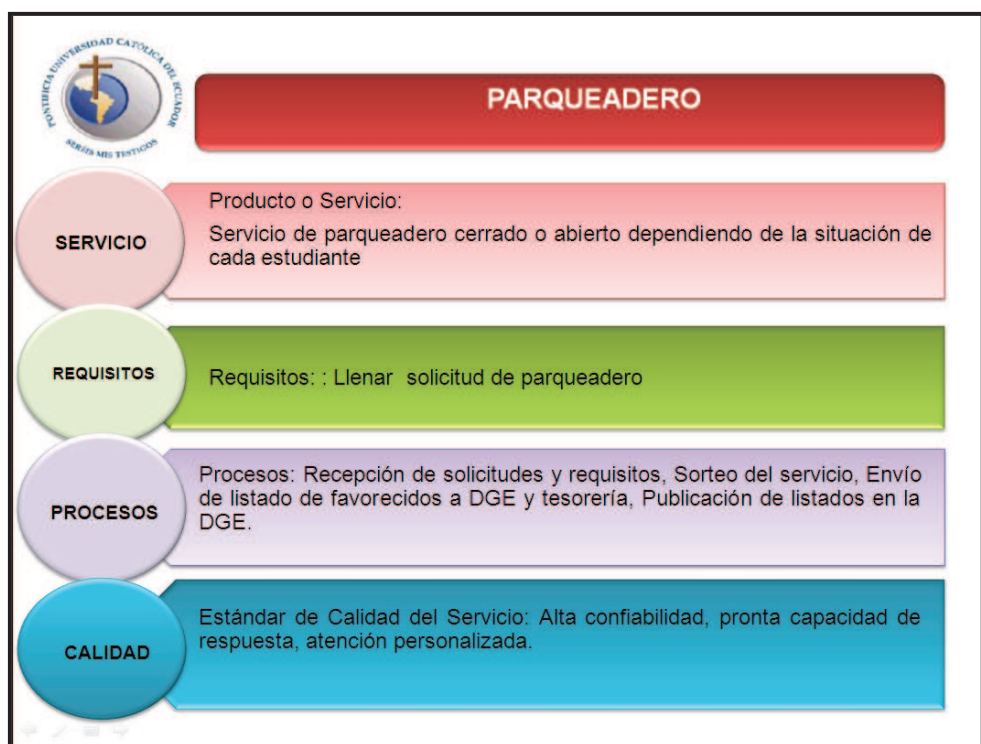 PONTIFICIA UNIVERSIDAD CATÓLICA DEL ECUADOR
SERÉIS MIS TESTIGOS
PARQUEADERO
SERVICIO
Producto o Servicio:
Servicio de parqueadero cerrado o abierto dependiendo de la situación de
cada estudiante
REQUISITOS
Requisitos: : Llenar solicitud de parqueadero
PROCESOS
Procesos: Recepción de solicitudes y requisitos, Sorteo del servicio, Envío
de listado de favorecidos a DGE y tesorería, Publicación de listados en la
DGE.
CALIDAD
Estándar de Calidad del Servicio: Alta confiabilidad, pronta capacidad de
respuesta, atención personalizada.